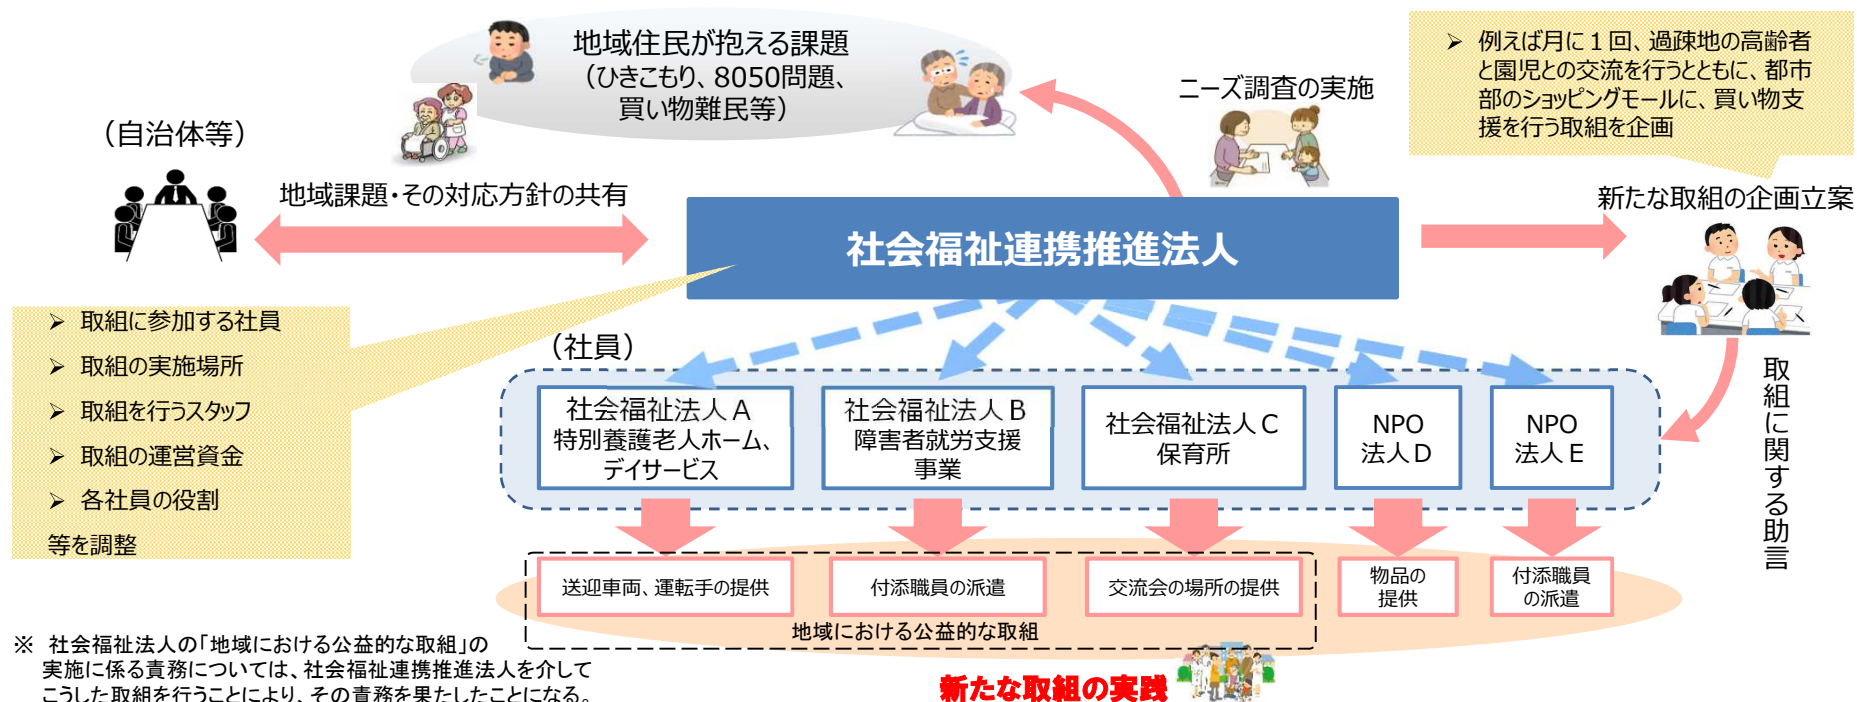 地域住民が抱える課題
（ひきこもり、8050問題、
買い物難民等）
ニーズ調査の実施
➢ 例えば月に１回、過疎地の高齢者
と園児との交流を行うとともに、都市
部のショッピングモールに、買い物支
援を行う取組を企画
（自治体等）
地域課題・その対応方針の共有
社会福祉連携推進法人
新たな取組の企画立案
➢ 取組に参加する社員
➢ 取組の実施場所
➢ 取組を行うスタッフ
➢ 取組の運営資金
➢ 各社員の役割
等を調整
（社員）
社会福祉法人Ａ
特別養護老人ホーム、
デイサービス
社会福祉法人Ｂ
障害者就労支援
事業
社会福祉法人Ｃ
保育所
NPO
法人Ｄ
NPO
法人Ｅ
取組に関する助言
送迎車両、運転手の提供
付添職員の派遣
交流会の場所の提供
物品の
提供
付添職員
の派遣
地域における公益的な取組
※ 社会福祉法人の「地域における公益的な取組」の
実施に係る責務については、社会福祉連携推進法人を介して
こうした取組を行うことにより、その責務を果たしたことになる。
新たな取組の実践